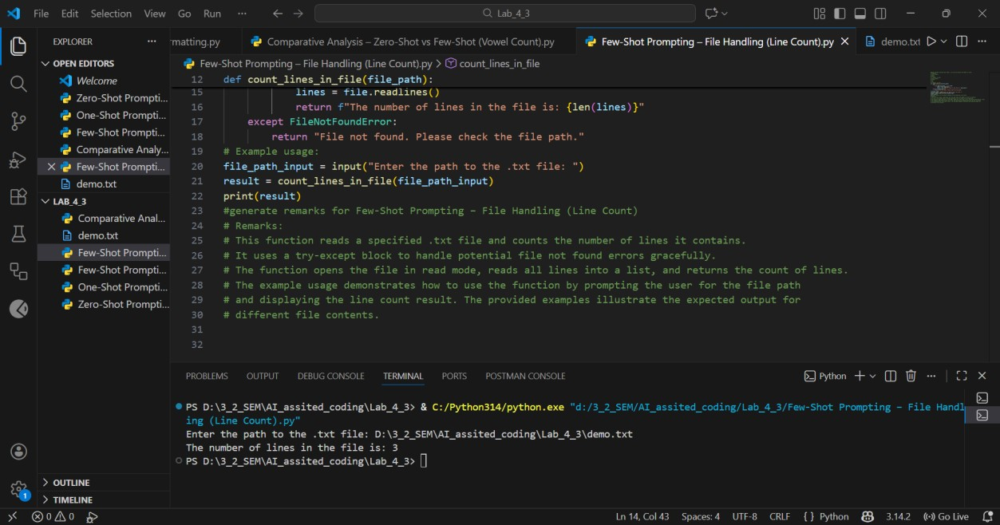 File Edit Selection View Go Run ··· Lab_4_3
EXPLORER ···
OPEN EDITORS
Welcome
Zero-Shot Prompti...
One-Shot Prompti...
Few-Shot Prompti...
Comparative Analy...
Few-Shot Prompti...
demo.txt
LAB_4_3
Comparative Anal...
demo.txt
Few-Shot Prompti...
Few-Shot Prompti...
One-Shot Prompti...
Zero-Shot Prompti...
OUTLINE
TIMELINE
rmatting.py Comparative Analysis – Zero-Shot vs Few-Shot (Vowel Count).py Few-Shot Prompting – File Handling (Line Count).py demo.txt ···
Few-Shot Prompting – File Handling (Line Count).py > count_lines_in_file
12 def count_lines_in_file(file_path):
15 lines = file.readlines()
16 return f"The number of lines in the file is: {len(lines)}"
17 except FileNotFoundError:
18 return "File not found. Please check the file path."
19 # Example usage:
20 file_path_input = input("Enter the path to the .txt file: ")
21 result = count_lines_in_file(file_path_input)
22 print(result)
23 #generate remarks for Few-Shot Prompting – File Handling (Line Count)
24 # Remarks:
25 # This function reads a specified .txt file and counts the number of lines it contains.
26 # It uses a try-except block to handle potential file not found errors gracefully.
27 # The function opens the file in read mode, reads all lines into a list, and returns the count of lines.
28 # The example usage demonstrates how to use the function by prompting the user for the file path
29 # and displaying the line count result. The provided examples illustrate the expected output for
30 # different file contents.
31
32
PROBLEMS OUTPUT DEBUG CONSOLE TERMINAL PORTS POSTMAN CONSOLE Python ···
PS D:\3_2_SEM\AI_assited_coding\Lab_4_3> & C:/Python314/python.exe "d:/3_2_SEM/AI_assited_coding/Lab_4_3/Few-Shot Prompting – File Handl
ing (Line Count).py"
Enter the path to the .txt file: D:\3_2_SEM\AI_assited_coding\Lab_4_3\demo.txt
The number of lines in the file is: 3
PS D:\3_2_SEM\AI_assited_coding\Lab_4_3>
1
0 0 Ln 14, Col 43 Spaces: 4 UTF-8 CRLF { } Python 3.14.2 Go Live